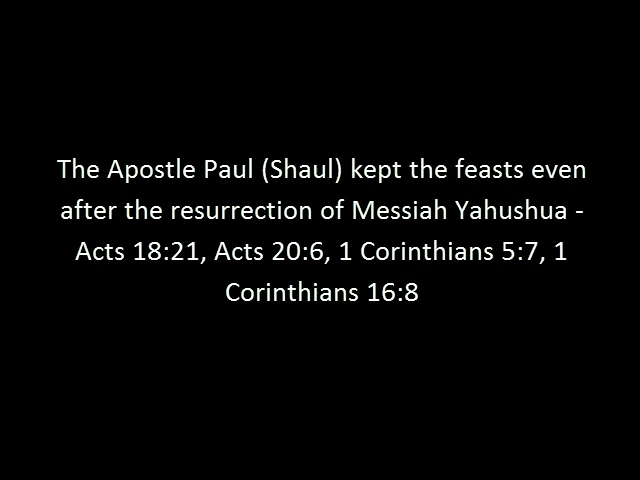 The Apostle Paul (Shaul) kept the feasts even
after the resurrection of Messiah Yahushua -
Acts 18:21, Acts 20:6, 1 Corinthians 5:7, 1
Corinthians 16:8